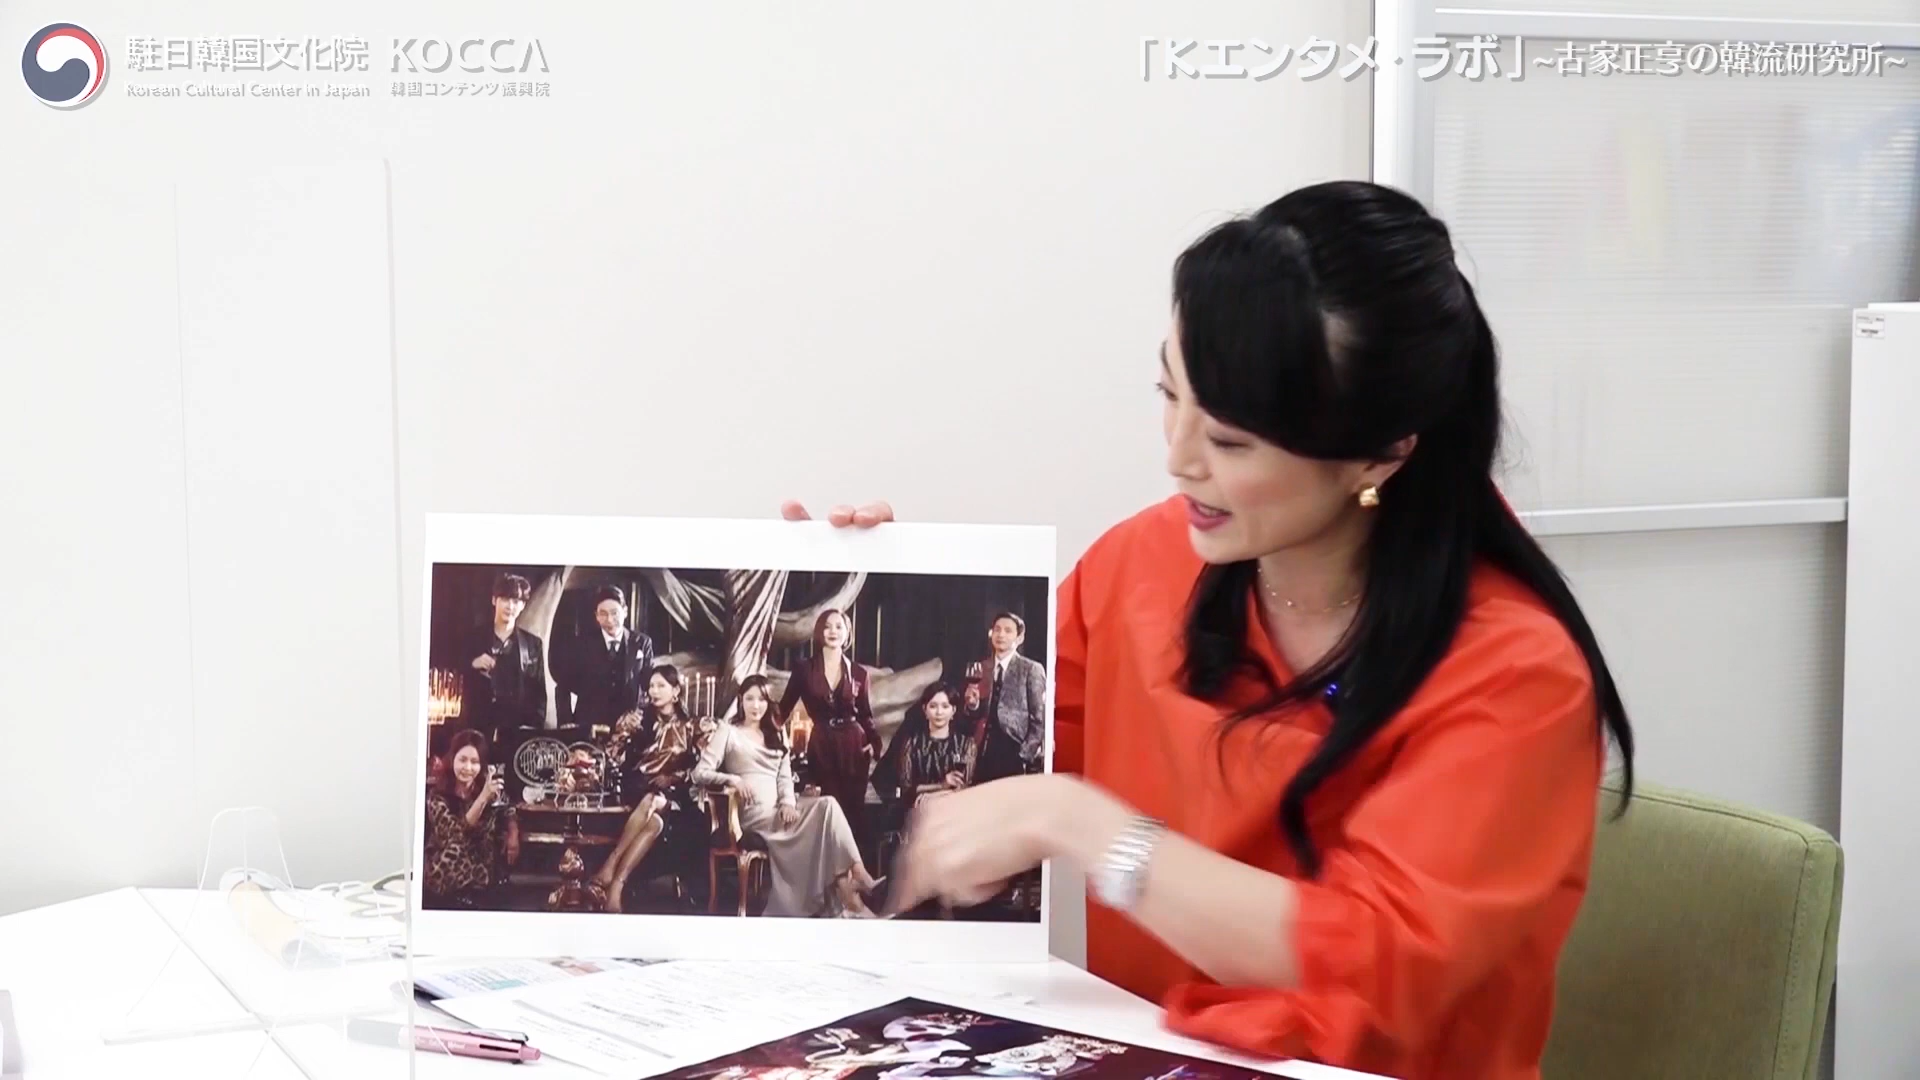 駐日韓国文化院
Korean Cultural Center in Japan
KOCCA
韓国コンテンツ振興院
「Kエンタメ・ラボ」~古家正亨の韓流研究所~